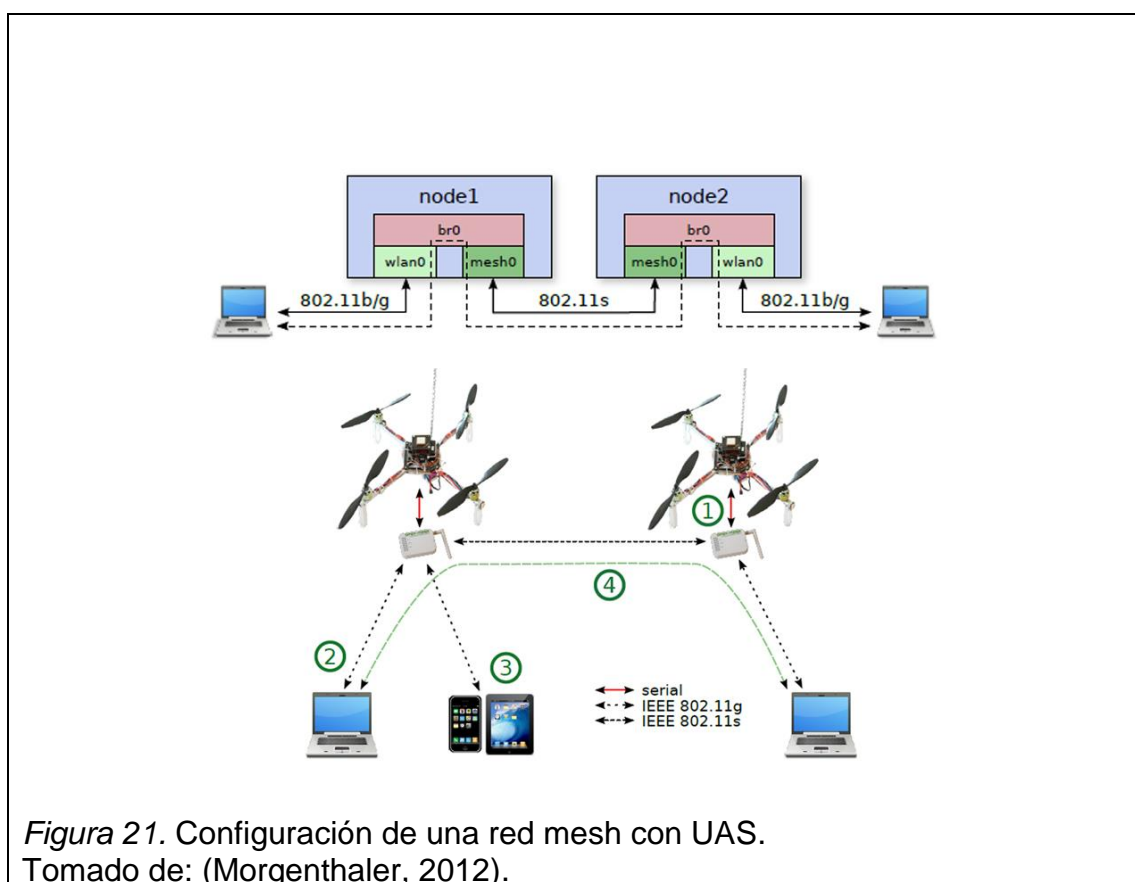 node1
node2
br0
br0
wlan0
mesh0
mesh0
wlan0
802.11b/g
802.11s
802.11b/g
1
4
2
3
serial
IEEE 802.11g
IEEE 802.11s
Figura 21. Configuración de una red mesh con UAS.
Tomado de: (Morgenthaler, 2012).